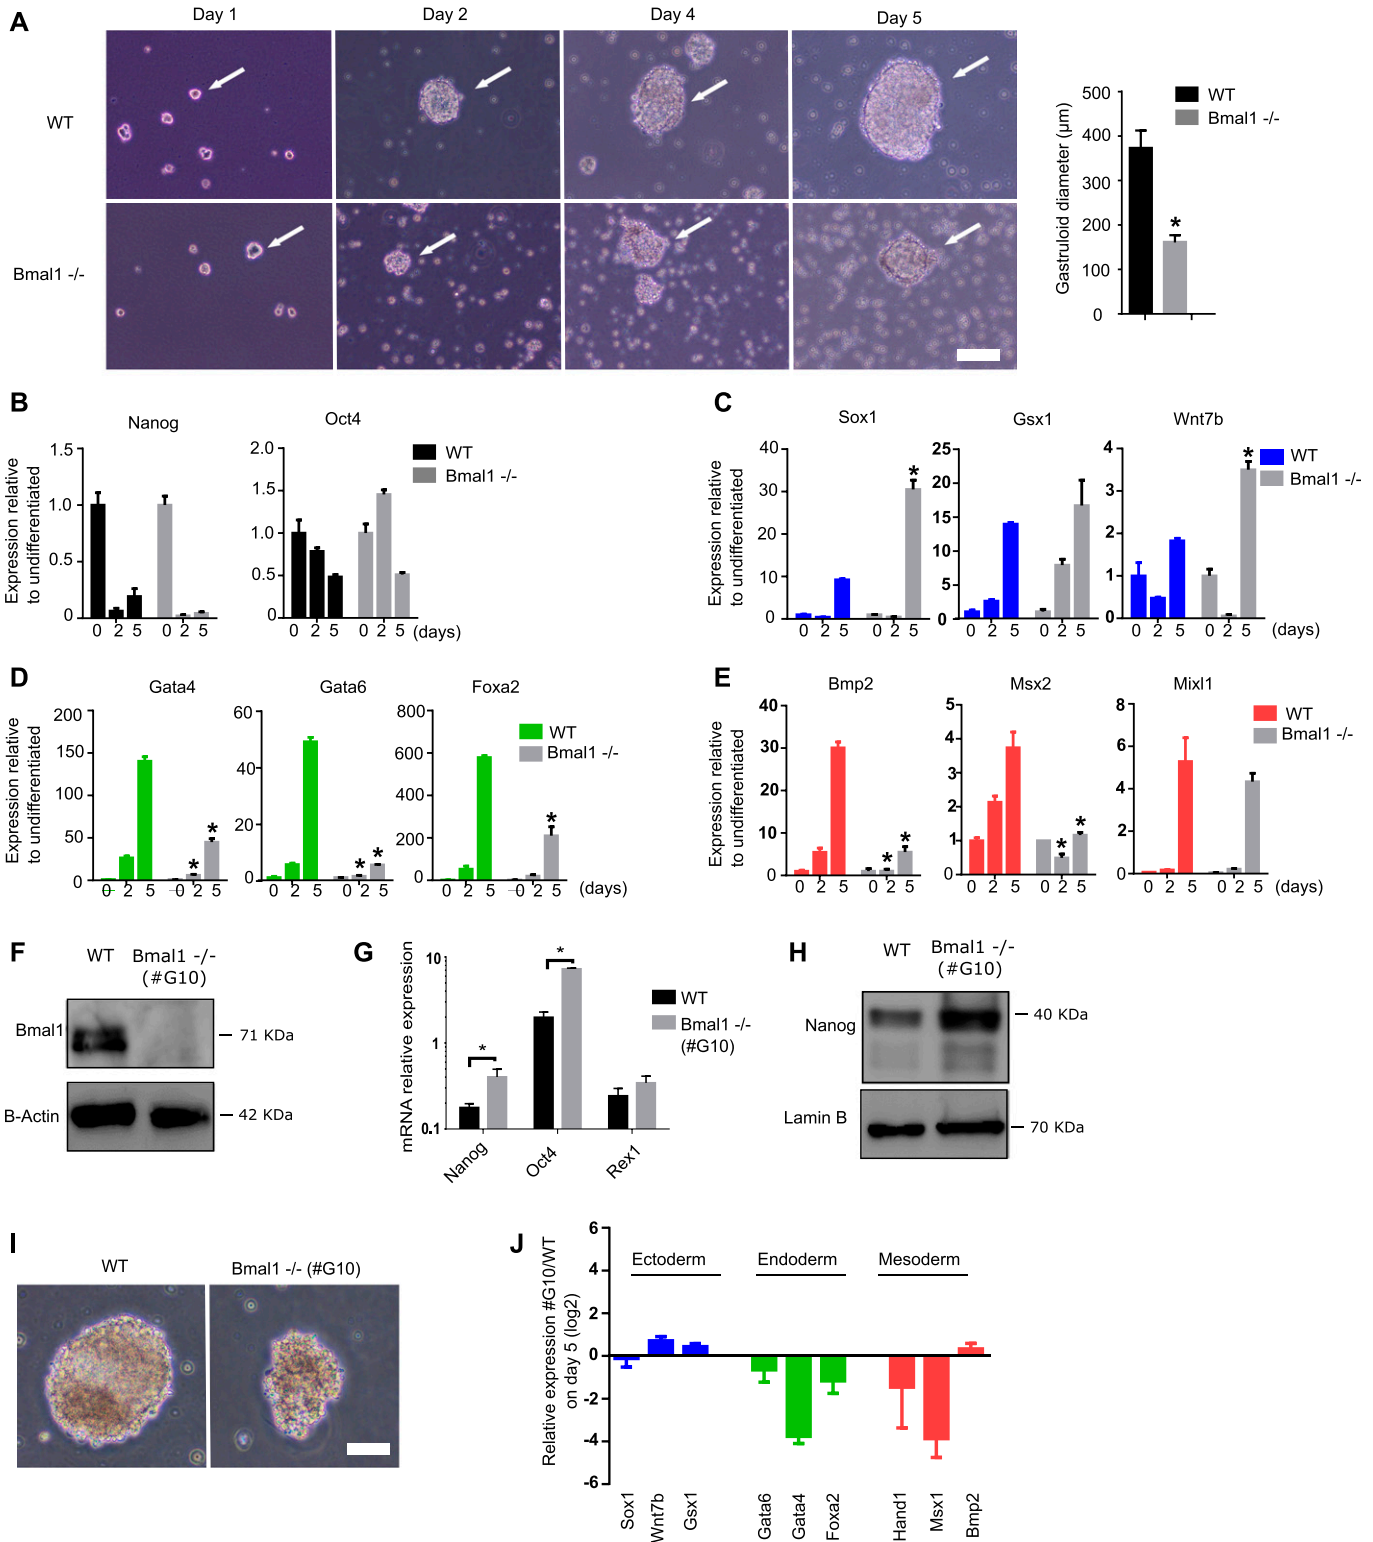 A
Day 1
Day 2
Day 4
Day 5
WT
Bmal1 -/-
Gastruloid diameter (μm)
500
400
300
200
100
0
WT
Bmal1 -/-
*
B
Nanog
Oct4
Expression relative
to undifferentiated
1.5
1.0
0.5
0
0 2 5 0 2 5
2.0
1.5
1.0
0.5
0
0 2 5 0 2 5 (days)
WT
Bmal1 -/-
C
Sox1
Gsx1
Wnt7b
Expression relative
to undifferentiated
40
30
20
10
0
*
0 2 5 0 2 5
25
20
15
10
5
0
0 2 5 0 2 5
4
3
2
1
0
*
0 2 5 0 2 5 (days)
WT
Bmal1 -/-
D
Gata4
Gata6
Foxa2
Expression relative
to undifferentiated
200
150
100
50
0
* *
0 2 5 0 2 5
60
40
20
0
* *
0 2 5 0 2 5
800
600
400
200
0
*
0 2 5 0 2 5 (days)
WT
Bmal1 -/-
E
Bmp2
Msx2
Mixl1
Expression relative
to undifferentiated
40
30
20
10
0
* *
0 2 5 0 2 5
5
4
3
2
1
0
* *
0 2 5 0 2 5
8
6
4
2
0
0 2 5 0 2 5 (days)
WT
Bmal1 -/-
F
WT
Bmal1 -/-
(#G10)
Bmal1
71 KDa
B-Actin
42 KDa
G
mRNA relative expression
10
1
0.1
*
*
Nanog
Oct4
Rex1
WT
Bmal1 -/-
(#G10)
H
WT
Bmal1 -/-
(#G10)
Nanog
40 KDa
Lamin B
70 KDa
I
WT
Bmal1 -/- (#G10)
J
Relative expression #G10/WT
on day 5 (log2)
6
4
2
0
-2
-4
-6
Ectoderm
Endoderm
Mesoderm
Sox1
Wnt7b
Gsx1
Gata6
Gata4
Foxa2
Hand1
Msx1
Bmp2